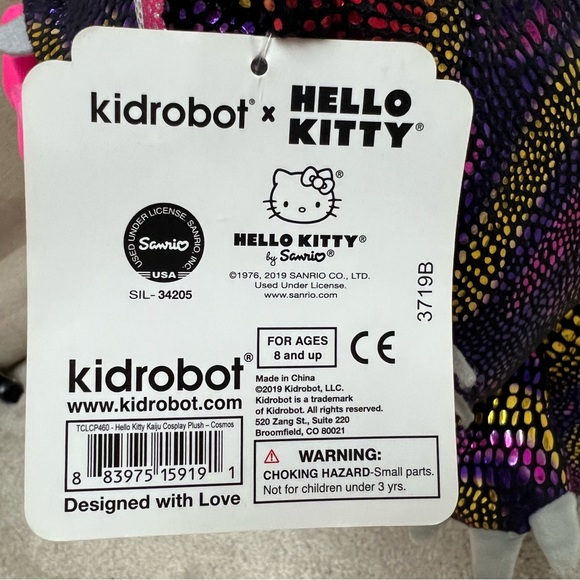 kidrobot® x HELLO KITTY®
®
USED UNDER LICENSE, SANRIO, INC.
Sanrio
USA
SIL- 34205
HELLO KITTY®
by Sanrio®
©1976, 2019 SANRIO CO., LTD.
Used Under License.
www.sanrio.com
3719B
kidrobot®
www.kidrobot.com
FOR AGES
8 and up
CE
Made in China
©2019 Kidrobot, LLC.
Kidrobot is a trademark
of Kidrobot. All rights reserved.
520 Zang St., Suite 220
Broomfield, CO 80021
TCLCP460 - Hello Kitty Kaiju Cosplay Plush – Cosmos
8 83975 15919 1
Designed with Love
WARNING:
CHOKING HAZARD-Small parts.
Not for children under 3 yrs.